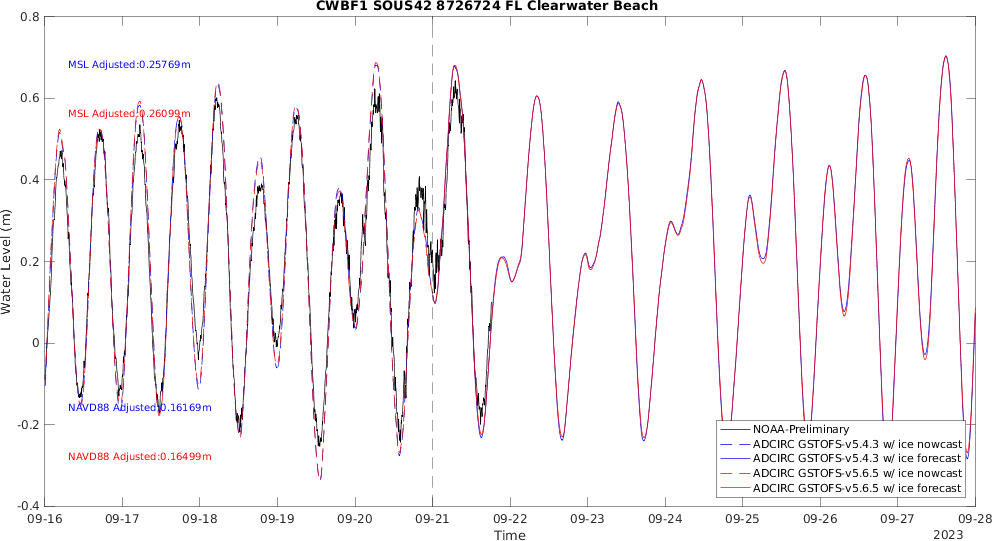 CWBF1 SOUS42 8726724 FL Clearwater Beach
0.8
0.6
0.4
0.2
0
-0.2
-0.4
Water Level (m)
MSL Adjusted:0.25769m
MSL Adjusted:0.26099m
NAVD88 Adjusted:0.16169m
NAVD88 Adjusted:0.16499m
NOAA-Preliminary
ADCIRC GSTOFS-v5.4.3 w/ ice nowcast
ADCIRC GSTOFS-v5.4.3 w/ ice forecast
ADCIRC GSTOFS-v5.6.5 w/ ice nowcast
ADCIRC GSTOFS-v5.6.5 w/ ice forecast
09-16 09-17 09-18 09-19 09-20 09-21 09-22 09-23 09-24 09-25 09-26 09-27 09-28
Time
2023